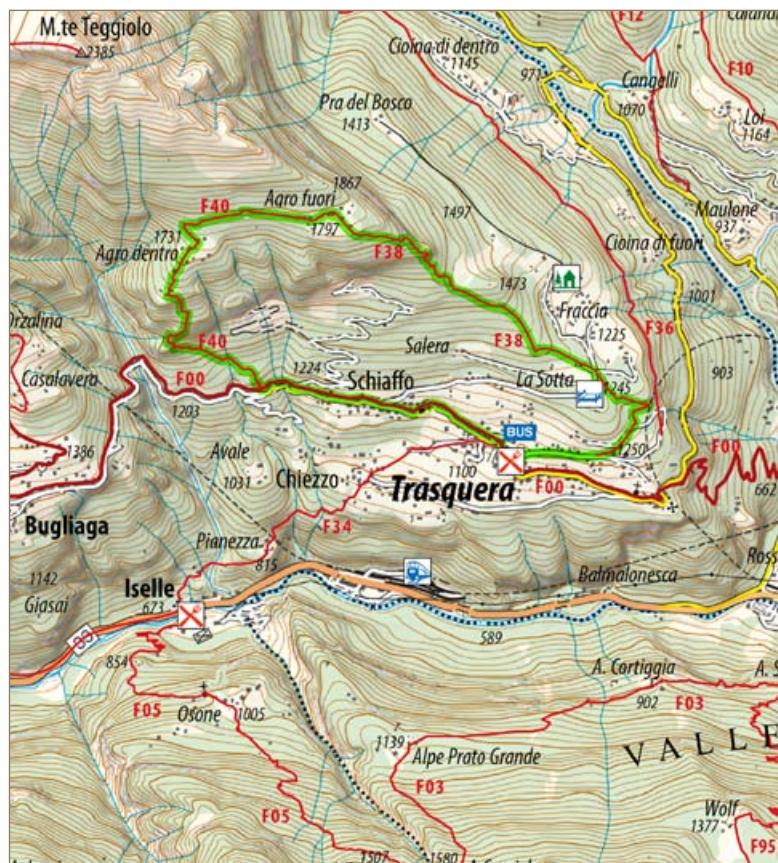 M.te Teggiolo
2385
F12
Cioina di dentro
1145
971
Cangelli
F10
1070
Loi
1164
Pra del Bosco
1413
Maulone
937
1867
Agro fuori
F40
1797
1731
Agro dentro
F38
1497
Cioina di fuori
1473
1001
Fraccia
1225
F36
F40
F38
Salera
1224
Schiaffo
La Sotta
1245
903
Casalavera
F00
1203
1386
BUS
1250
F00
Avale
1031
Chiezzo
1100
Trasquera
F00
662
Bugliaga
F34
Pianezza
815
1142
Giasai
Iselle
673
Balmalonesca
33
589
854
A. Cortiggia
902
F03
F05
Osone
1005
1139
Alpe Prato Grande
VALLE
F03
F05
Wolf
1377
F95
1507
1580